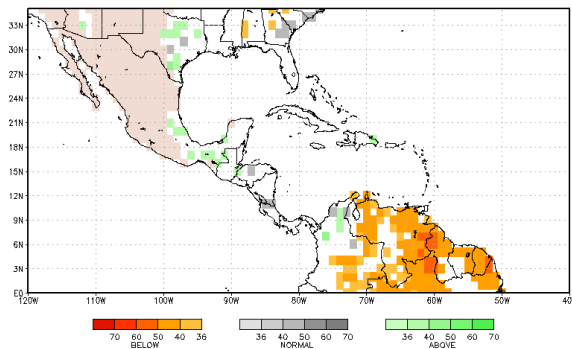 33N
30N
27N
24N
21N
18N
15N
12N
9N
6N
3N
EQ
120W 110W 100W 90W 80W 70W 60W 50W 40
70 60 50 40 36 36 40 50 60 70 36 40 50 60 70
BELOW NORMAL ABOVE